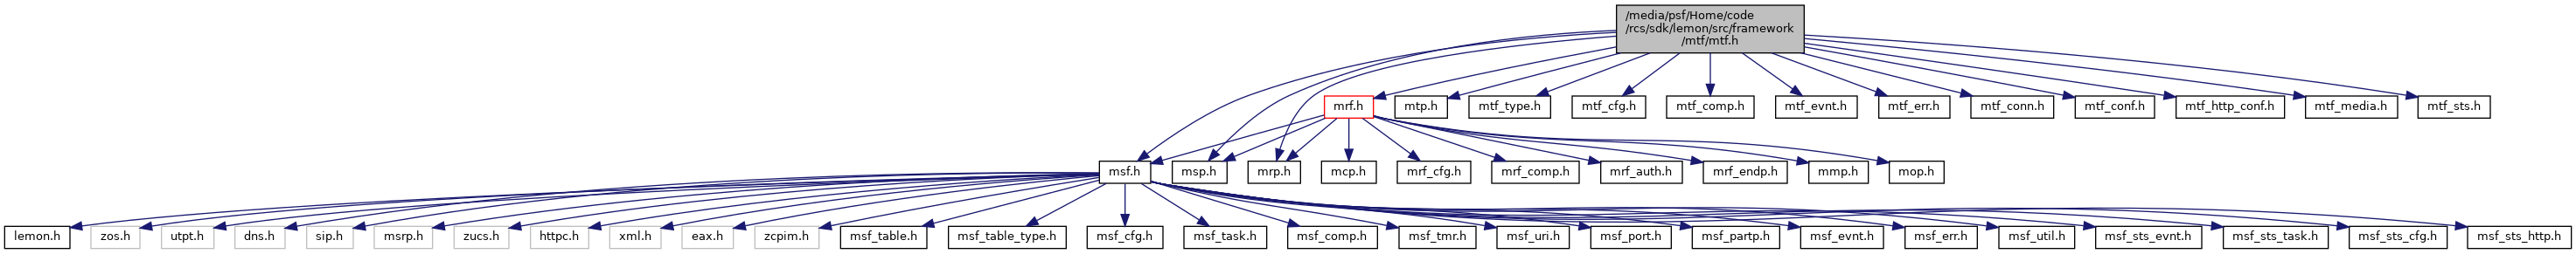 /media/psf/Home/code
/rcs/sdk/lemon/src/framework
/mtf/mtf.h
mrf.h
mtp.h
mtf_type.h
mtf_cfg.h
mtf_comp.h
mtf_evnt.h
mtf_err.h
mtf_conn.h
mtf_conf.h
mtf_http_conf.h
mtf_media.h
mtf_sts.h
msf.h
msp.h
mrp.h
mcp.h
mrf_cfg.h
mrf_comp.h
mrf_auth.h
mrf_endp.h
mmp.h
mop.h
lemon.h
zos.h
utpt.h
dns.h
sip.h
msrp.h
zucs.h
httpc.h
xml.h
eax.h
zcpim.h
msf_table.h
msf_table_type.h
msf_cfg.h
msf_task.h
msf_comp.h
msf_tmr.h
msf_uri.h
msf_port.h
msf_partp.h
msf_evnt.h
msf_err.h
msf_util.h
msf_sts_evnt.h
msf_sts_task.h
msf_sts_cfg.h
msf_sts_http.h